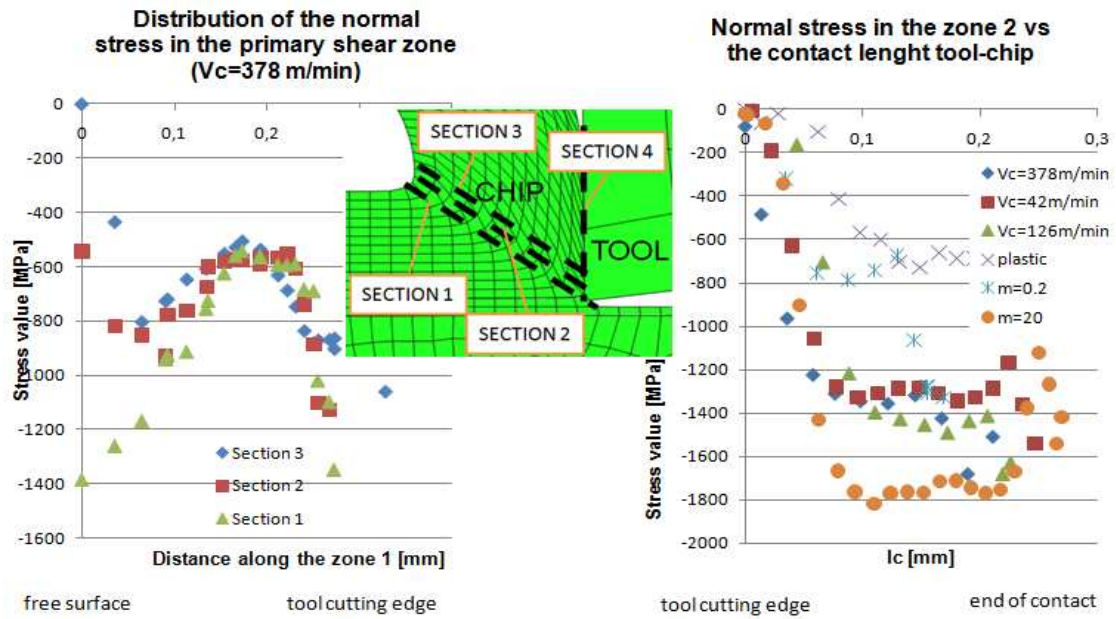 Distribution of the normal
stress in the primary shear zone
(Vc=378 m/min)
0
-200
-400
-600
-800
-1000
-1200
-1400
-1600
0
0,1
0,2
Stress value [MPa]
Section 3
Section 2
Section 1
Distance along the zone 1 [mm]
free surface
tool cutting edge
SECTION 3
SECTION 4
CHIP
TOOL
SECTION 1
SECTION 2
Normal stress in the zone 2 vs
the contact lenght tool-chip
0
-200
-400
-600
-800
-1000
-1200
-1400
-1600
-1800
-2000
0
0,1
0,2
0,3
Stress value [MPa]
Vc=378m/min
Vc=42m/min
Vc=126m/min
plastic
m=0.2
m=20
lc [mm]
tool cutting edge
end of contact